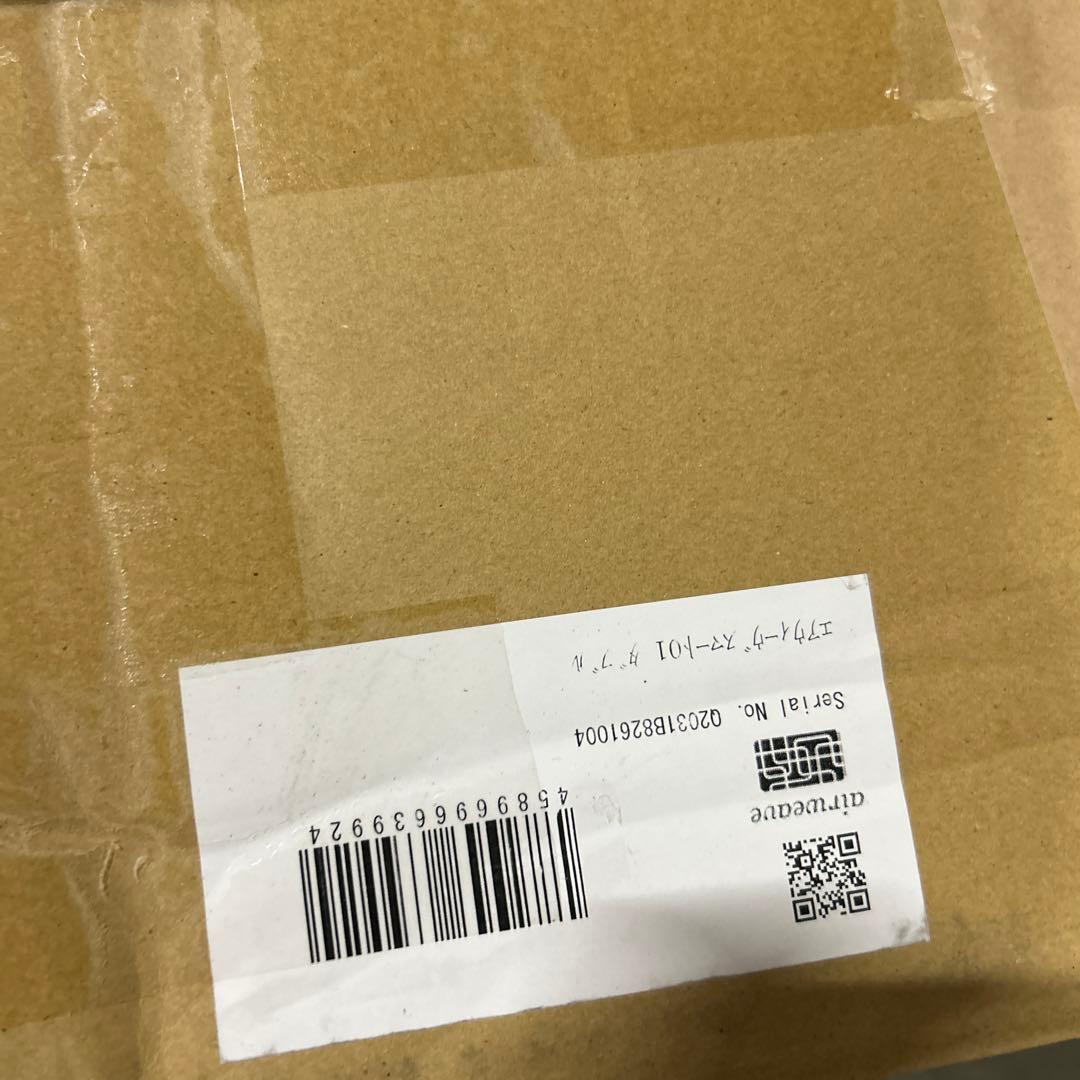 ｴｱｳｨｰｳﾞ ｽﾏｰﾄ01 ﾀﾞﾌﾞﾙ
Serial No. Q2031B8261004
airweave
4589696639924